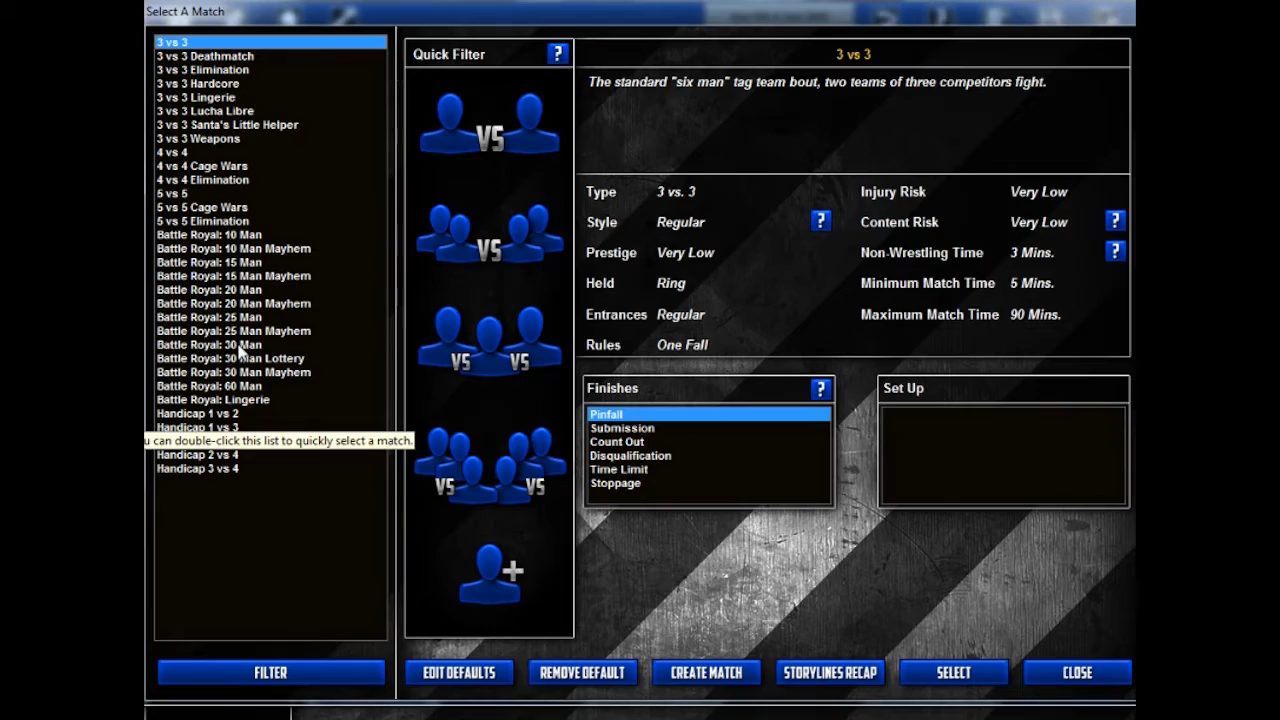 Select A Match
3 vs 3
3 vs 3 Deathmatch
3 vs 3 Elimination
3 vs 3 Hardcore
3 vs 3 Lingerie
3 vs 3 Lucha Libre
3 vs 3 Santa's Little Helper
3 vs 3 Weapons
4 vs 4
4 vs 4 Cage Wars
4 vs 4 Elimination
5 vs 5
5 vs 5 Cage Wars
5 vs 5 Elimination
Battle Royal: 10 Man
Battle Royal: 10 Man Mayhem
Battle Royal: 15 Man
Battle Royal: 15 Man Mayhem
Battle Royal: 20 Man
Battle Royal: 20 Man Mayhem
Battle Royal: 25 Man
Battle Royal: 25 Man Mayhem
Battle Royal: 30 Man
Battle Royal: 30 Man Lottery
Battle Royal: 30 Man Mayhem
Battle Royal: 60 Man
Battle Royal: Lingerie
Handicap 1 vs 2
Handicap 1 vs 3
u can double-click this list to quickly select a match.
Handicap 2 vs 4
Handicap 3 vs 4
FILTER
Quick Filter ?
VS
VS
VS VS
VS VS
+
3 vs 3
The standard "six man" tag team bout, two teams of three competitors fight.
Type 3 vs. 3 Injury Risk Very Low
Style Regular ? Content Risk Very Low ?
Prestige Very Low Non-Wrestling Time 3 Mins. ?
Held Ring Minimum Match Time 5 Mins.
Entrances Regular Maximum Match Time 90 Mins.
Rules One Fall
Finishes ?
Pinfall
Submission
Count Out
Disqualification
Time Limit
Stoppage
Set Up
EDIT DEFAULTS REMOVE DEFAULT CREATE MATCH STORYLINES RECAP SELECT CLOSE